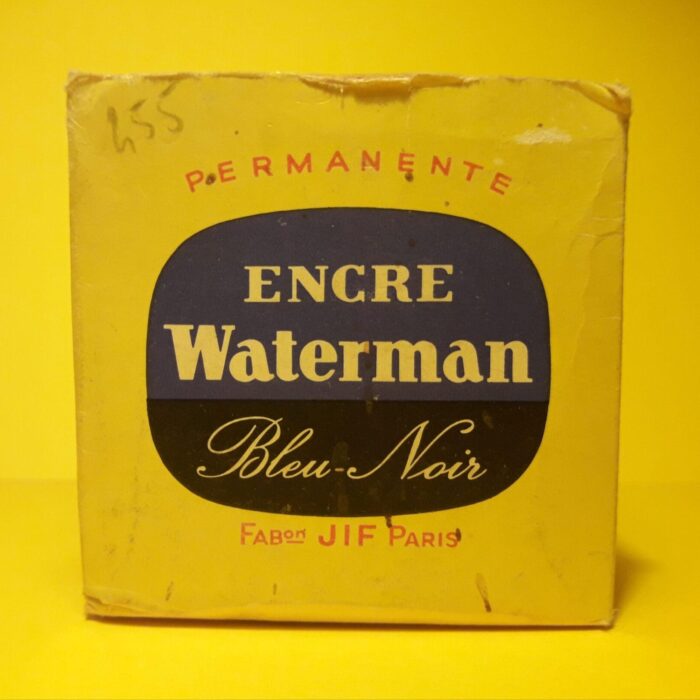 455
PERMANENTE
ENCRE
Waterman
Bleu-Noir
FABon JIF PARIS